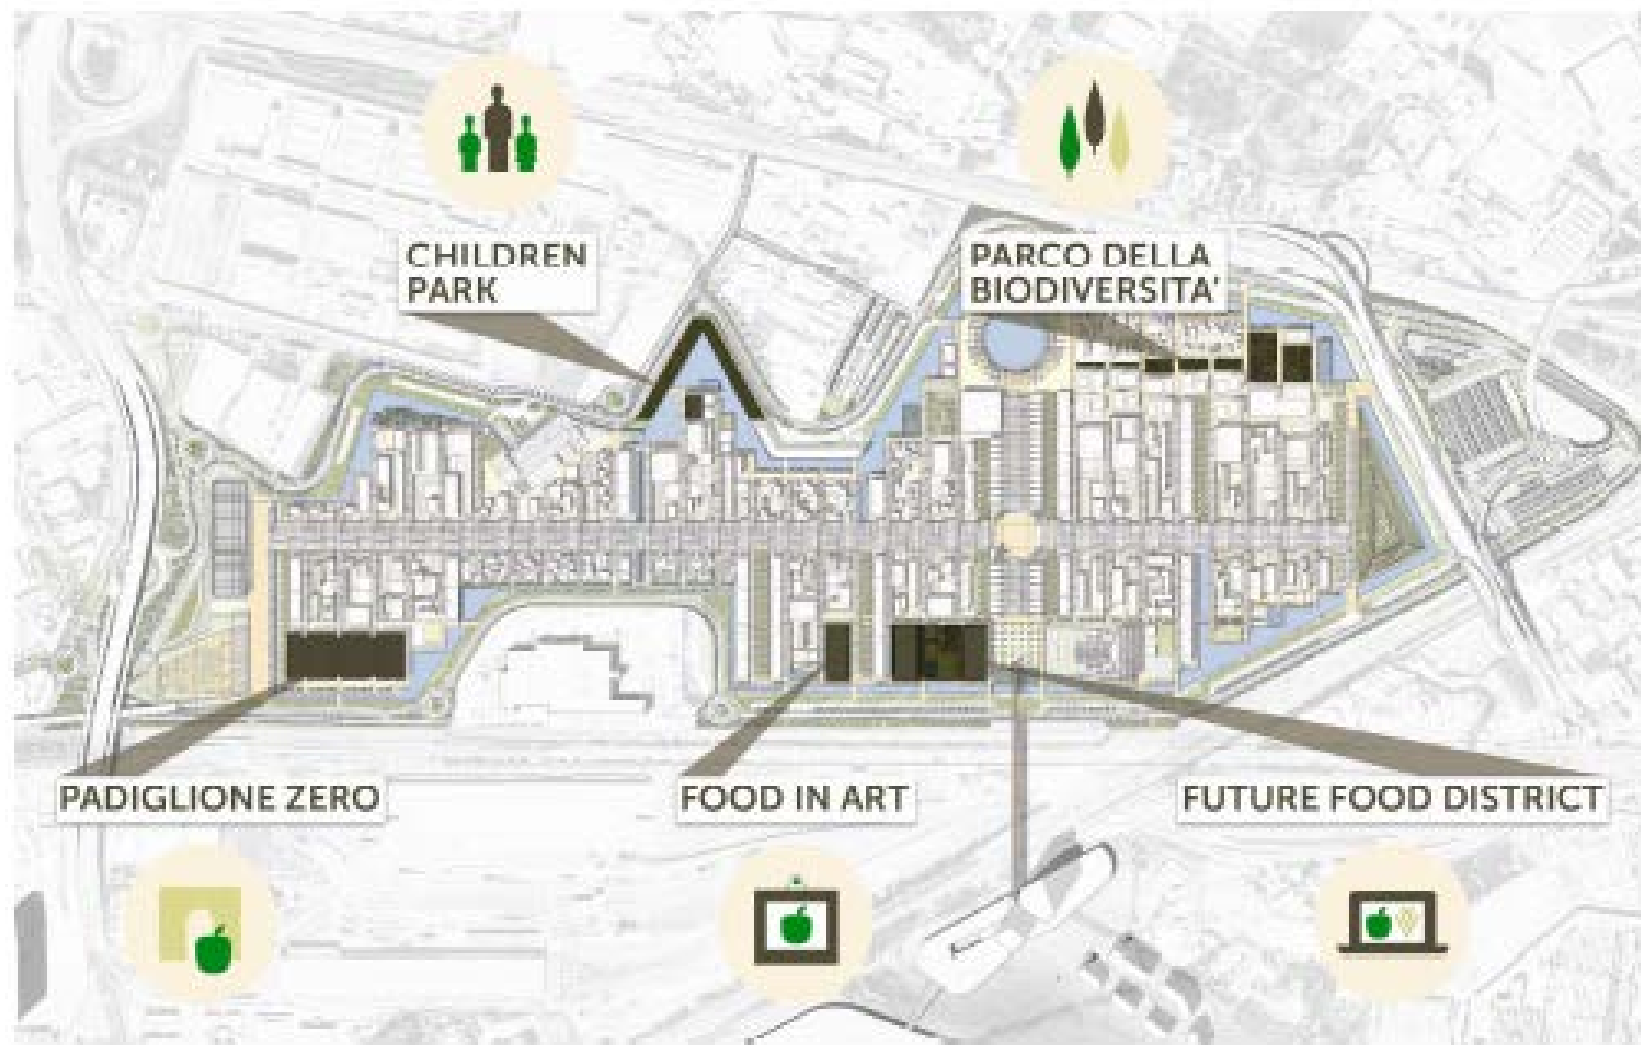 CHILDREN
PARK
PARCO DELLA
BIODIVERSITA'
PADIGLIONE ZERO
FOOD IN ART
FUTURE FOOD DISTRICT